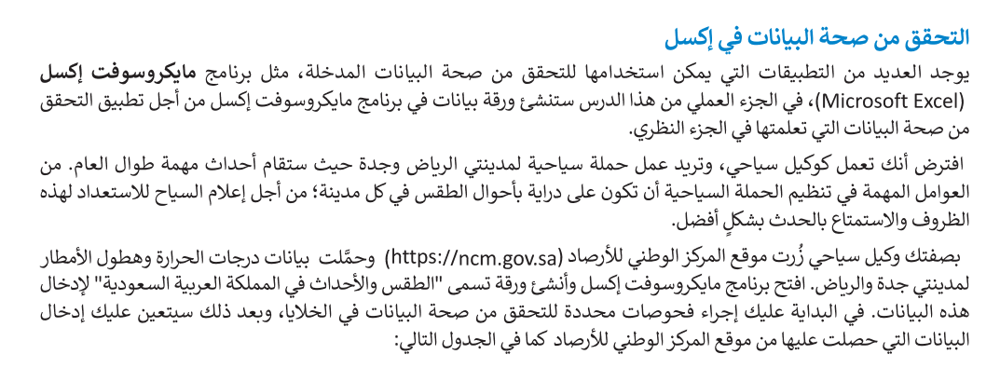 التحقق من صحة البيانات في إكسل
يوجد العديد من التطبيقات التي يمكن استخدامها للتحقق من صحة البيانات المدخلة، مثل برنامج مايكروسوفت إكسل
(Microsoft Excel)، في الجزء العملي من هذا الدرس ستنشئ ورقة بيانات في برنامج مايكروسوفت إكسل من أجل تطبيق التحقق
من صحة البيانات التي تعلمتها في الجزء النظري.
افترض أنك تعمل كوكيل سياحي، وتريد عمل حملة سياحية لمدينتي الرياض وجدة حيث ستقام أحداث مهمة طوال العام. من
العوامل المهمة في تنظيم الحملة السياحية أن تكون على دراية بأحوال الطقس في كل مدينة؛ من أجل إعلام السياح للاستعداد لهذه
الظروف والاستمتاع بالحدث بشكلٍ أفضل.
بصفتك وكيل سياحي زُرت موقع المركز الوطني للأرصاد (https://ncm.gov.sa) وحمَّلت بيانات درجات الحرارة وهطول الأمطار
لمدينتي جدة والرياض. افتح برنامج مايكروسوفت إكسل وأنشئ ورقة تسمى "الطقس والأحداث في المملكة العربية السعودية" لإدخال
هذه البيانات. في البداية عليك إجراء فحوصات محددة للتحقق من صحة البيانات في الخلايا، وبعد ذلك سيتعين عليك إدخال
البيانات التي حصلت عليها من موقع المركز الوطني للأرصاد كما في الجدول التالي: